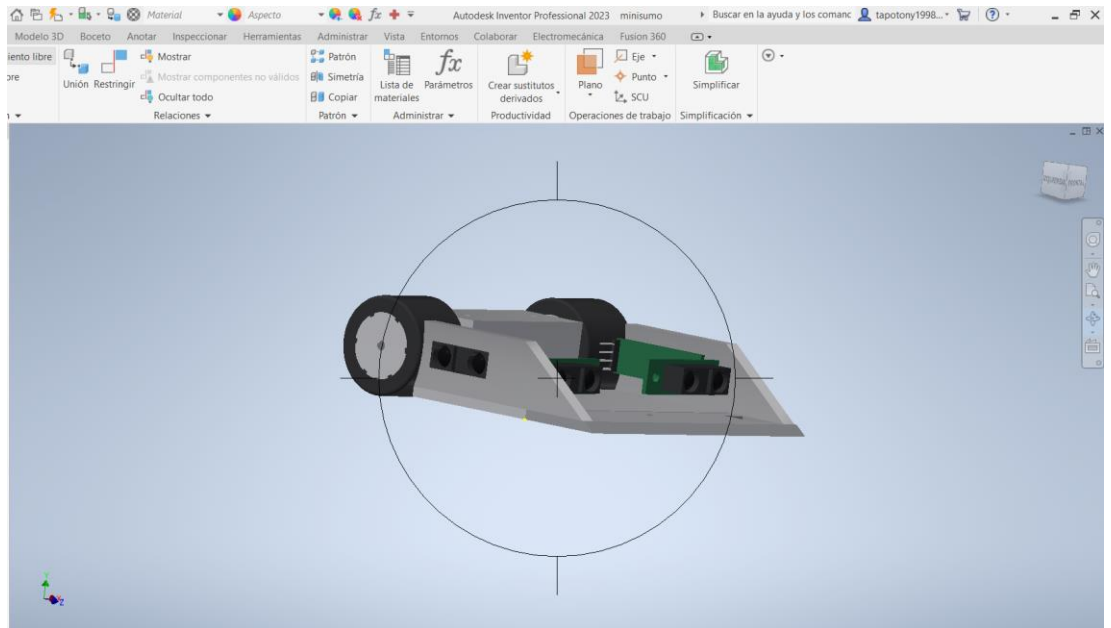 Material Aspecto fx Autodesk Inventor Professional 2023 minisumo Buscar en la ayuda y los comanc tapotony1998...
Modelo 3D Boceto Anotar Inspeccionar Herramientas Administrar Vista Entornos Colaborar Electromecánica Fusion 360
iento libre Mostrar Patrón Eje
Mostrar componentes no válidos Simetría Punto
Unión Restringir Lista de materiales fx Parámetros Crear sustitutos derivados Plano Simplificar
Ocultar todo Copiar SCU
Relaciones Patrón Administrar Productividad Operaciones de trabajo Simplificación
Y
Z